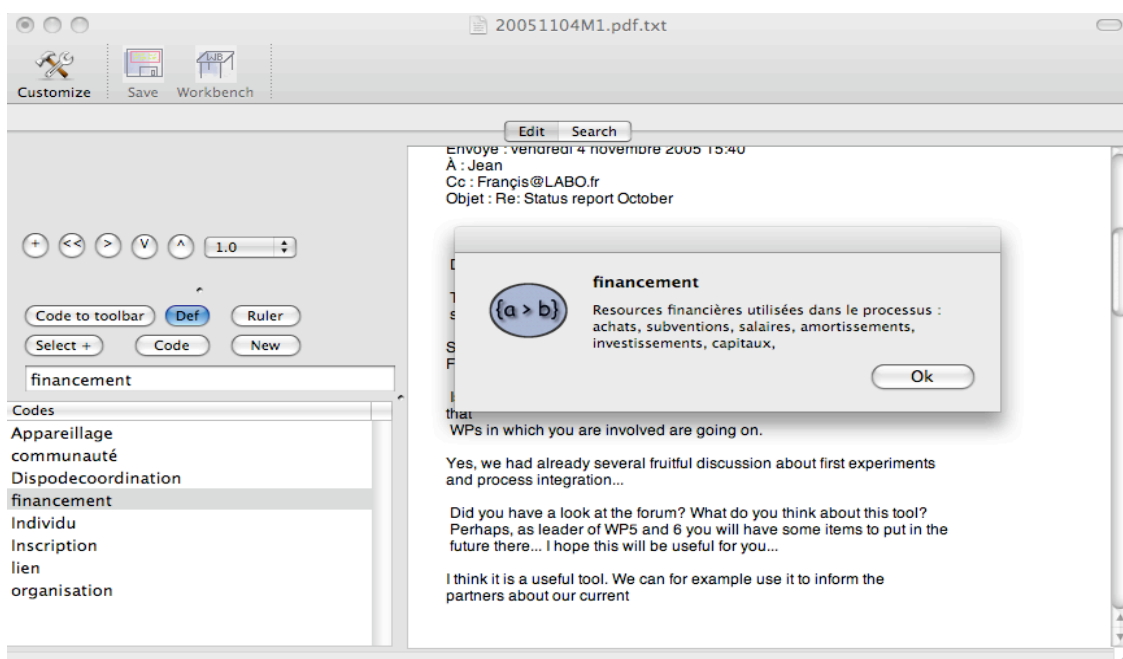 20051104M1.pdf.txt
Customize
Save
Workbench
Edit
Search
Envoyé : vendredi 4 novembre 2005 15:40
À : Jean
Cc : Françis@LABO.fr
Objet : Re: Status report October
+
<<
>
V
^
1.0
Code to toolbar
Def
Ruler
Select +
Code
New
financement
Codes
Appareillage
communauté
Dispodecoordination
financement
Individu
Inscription
lien
organisation
{a > b}
financement
Resources financières utilisées dans le processus :
achats, subventions, salaires, amortissements,
investissements, capitaux,
Ok
that
WPs in which you are involved are going on.
Yes, we had already several fruitful discussion about first experiments
and process integration...
Did you have a look at the forum? What do you think about this tool?
Perhaps, as leader of WP5 and 6 you will have some items to put in the
future there... I hope this will be useful for you...
I think it is a useful tool. We can for example use it to inform the
partners about our current